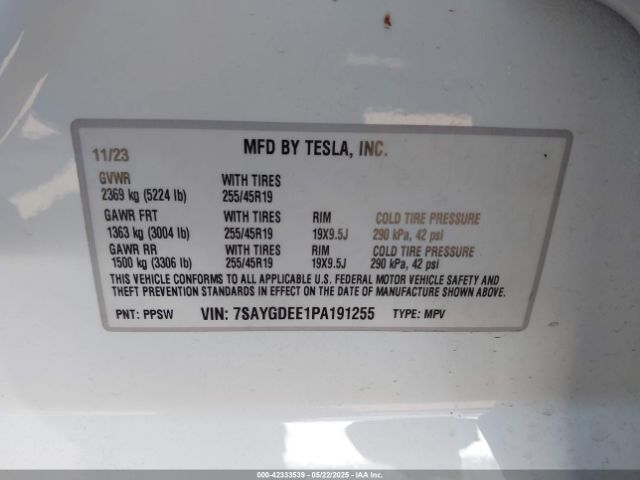 11/23 MFD BY TESLA, INC.
GVWR WITH TIRES
2369 kg (5224 lb) 255/45R19
GAWR FRT WITH TIRES RIM COLD TIRE PRESSURE
1363 kg (3004 lb) 255/45R19 19X9.5J 290 kPa, 42 psi
GAWR RR WITH TIRES RIM COLD TIRE PRESSURE
1500 kg (3306 lb) 255/45R19 19X9.5J 290 kPa, 42 psi
THIS VEHICLE CONFORMS TO ALL APPLICABLE U.S. FEDERAL MOTOR VEHICLE SAFETY AND
THEFT PREVENTION STANDARDS IN EFFECT ON THE DATE OF MANUFACTURE SHOWN ABOVE.
PNT: PPSW VIN: 7SAYGDEE1PA191255 TYPE: MPV
000-42333539 - 05/22/2025 - IAA Inc.